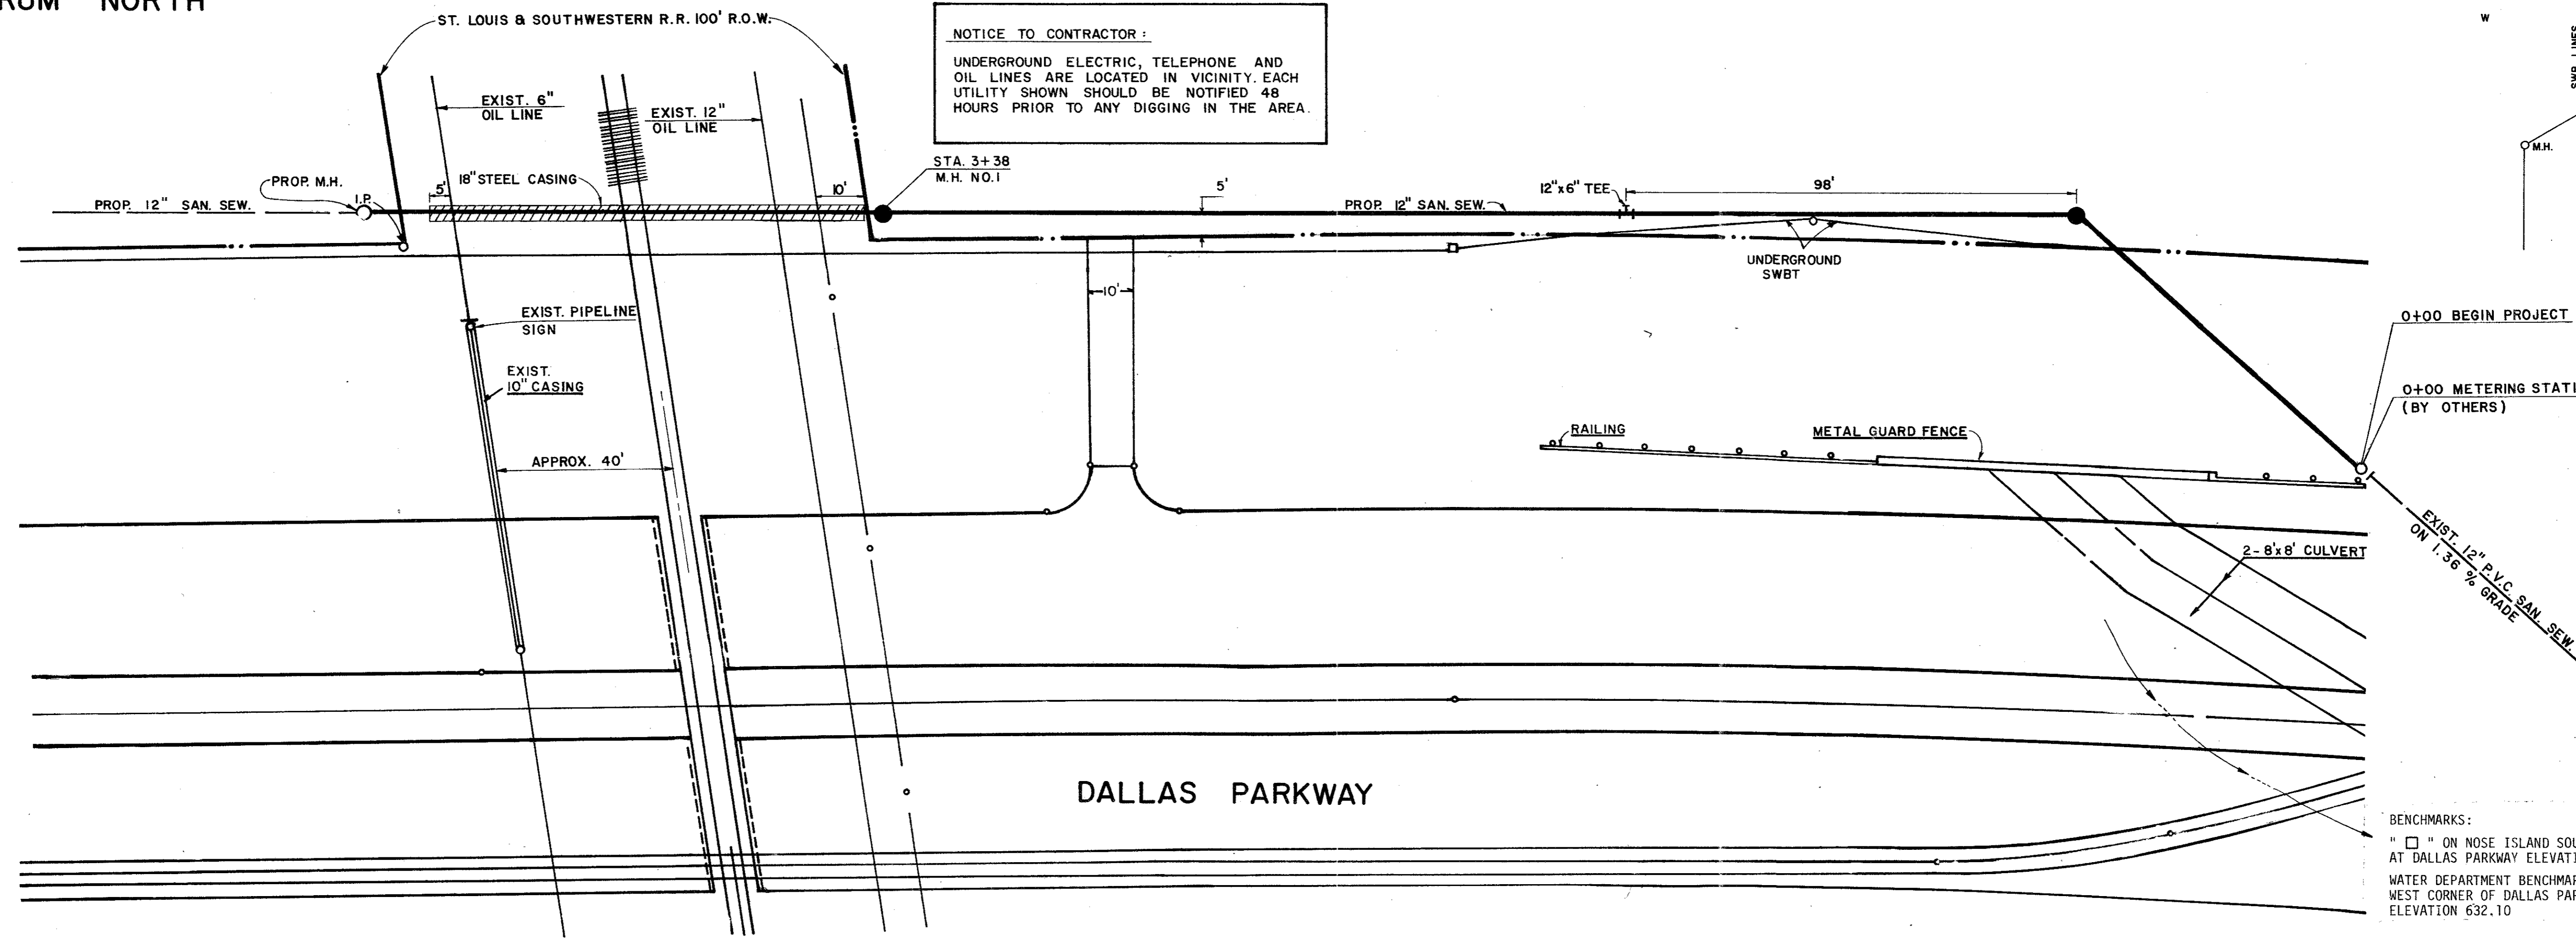 NORTH
ST. LOUIS & SOUTHWESTERN R.R. 100' R.O.W.
NOTICE TO CONTRACTOR :
UNDERGROUND ELECTRIC, TELEPHONE AND
OIL LINES ARE LOCATED IN VICINITY. EACH
UTILITY SHOWN SHOULD BE NOTIFIED 48
HOURS PRIOR TO ANY DIGGING IN THE AREA.
W
SWB LINES
EXIST. 6"
OIL LINE
EXIST. 12"
OIL LINE
M.H.
STA. 3+38
M.H. NO.1
PROP. M.H.
I.P.
5'
18" STEEL CASING
10'
5'
12"x6" TEE
98'
PROP. 12" SAN. SEW.
PROP. 12" SAN. SEW.
UNDERGROUND
SWBT
10'
EXIST. PIPELINE
SIGN
0+00 BEGIN PROJECT
EXIST.
10" CASING
0+00 METERING STATI
(BY OTHERS)
RAILING
METAL GUARD FENCE
APPROX. 40'
2-8'x8' CULVERT
EXIST. 12" P.V.C. SAN. SEW.
ON 1.36 % GRADE
DALLAS PARKWAY
BENCHMARKS:
" □ " ON NOSE ISLAND SOU
AT DALLAS PARKWAY ELEVATI
WATER DEPARTMENT BENCHMAR
WEST CORNER OF DALLAS PAR
ELEVATION 632.10